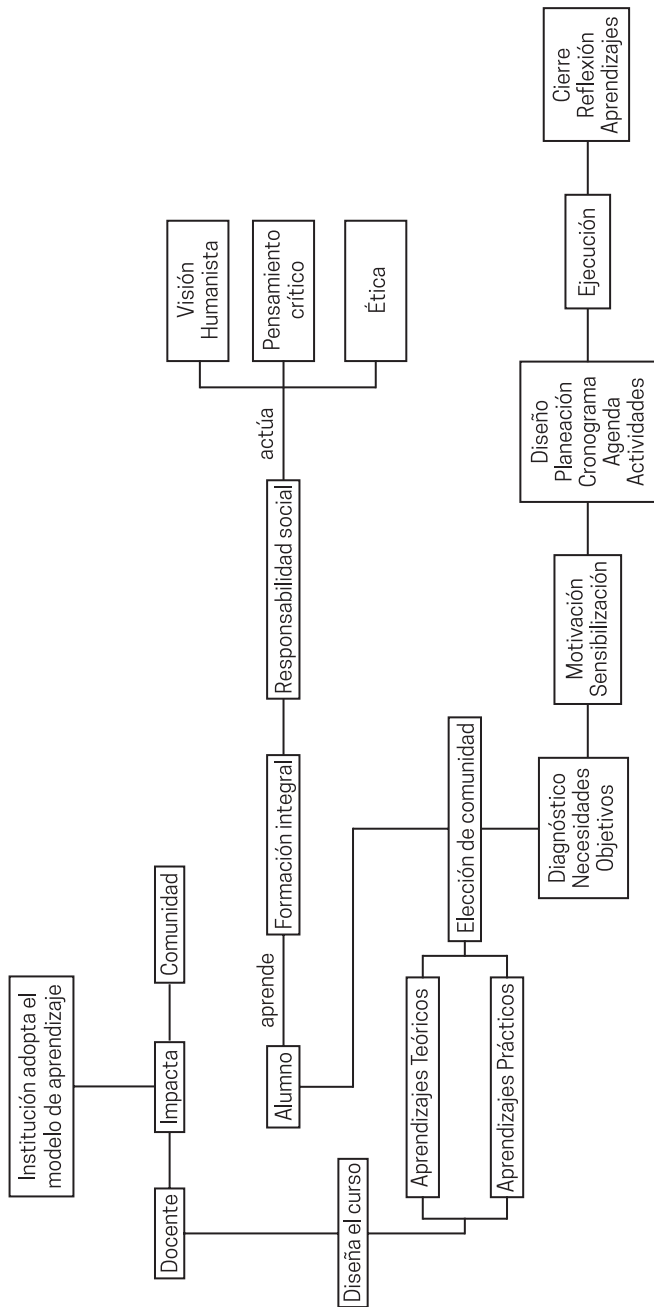 Institución adopta el
modelo de aprendizaje
Docente
Impacta
Comunidad
Diseña el curso
Alumno
aprende
Formación integral
Responsabilidad social
actúa
Visión
Humanista
Pensamiento
crítico
Ética
Aprendizajes Teóricos
Aprendizajes Prácticos
Elección de comunidad
Diagnóstico
Necesidades
Objetivos
Motivación
Sensibilización
Diseño
Planeación
Cronograma
Agenda
Actividades
Ejecución
Cierre
Reflexión
Aprendizajes